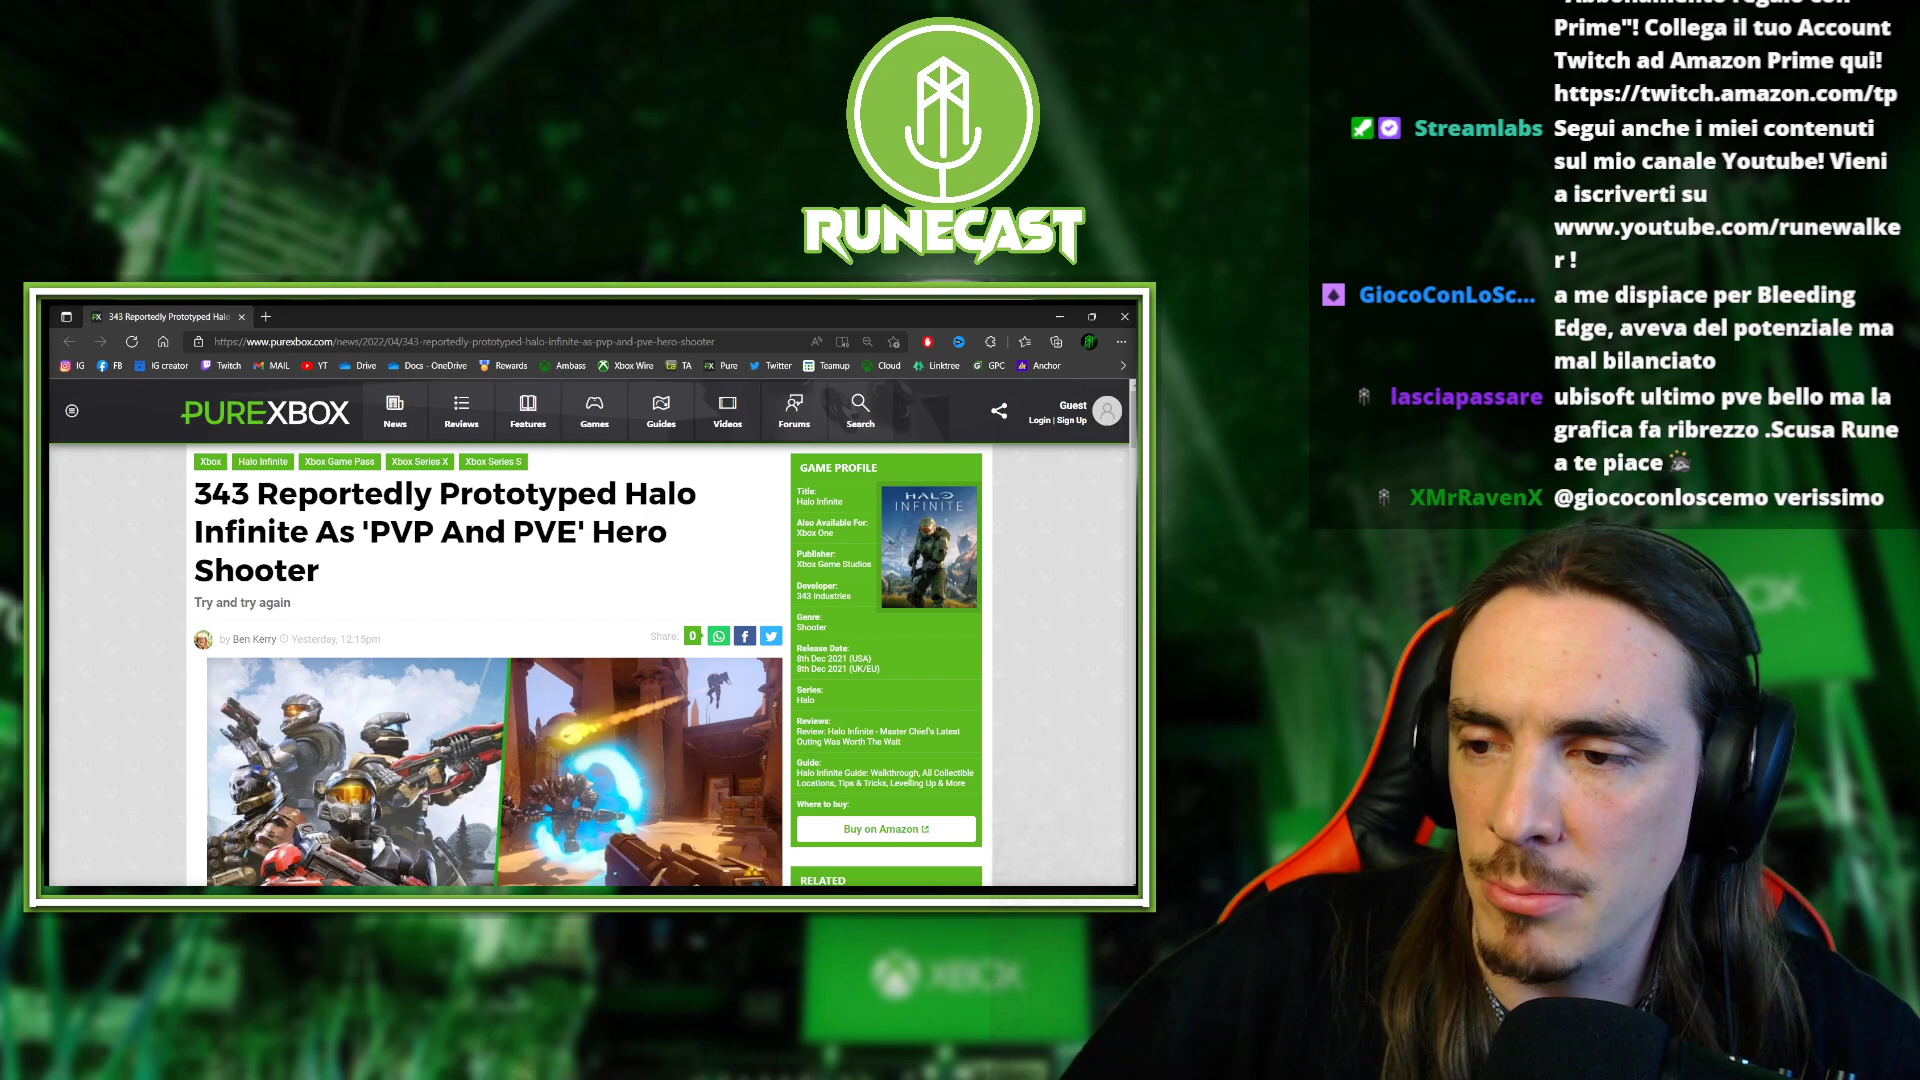 RUNECAST
343 Reportedly Prototyped Halo
https://www.purexbox.com/news/2022/04/343-reportedly-prototyped-halo-infinite-as-pvp-and-pve-hero-shooter
IG FB IG creator Twitch MAIL YT Drive Docs - OneDrive Rewards Ambass Xbox Wire TA Pure Twitter Teamup Cloud Linktree GPC Anchor
PUREXBOX
News Reviews Features Games Guides Videos Forums Search
Guest
Login | Sign Up
Xbox Halo Infinite Xbox Game Pass Xbox Series X Xbox Series S
343 Reportedly Prototyped Halo
Infinite As 'PVP And PVE' Hero
Shooter
Try and try again
by Ben Kerry Yesterday, 12:15pm
Share: 0
GAME PROFILE
Title:
Halo Infinite
Also Available For:
Xbox One
Publisher:
Xbox Game Studios
Developer:
343 Industries
Genre:
Shooter
Release Date:
8th Dec 2021 (USA)
8th Dec 2021 (UK/EU)
Series:
Halo
Reviews:
Review: Halo Infinite - Master Chief's Latest
Outing Was Worth The Wait
Guide:
Halo Infinite Guide: Walkthrough, All Collectible
Locations, Tips & Tricks, Levelling Up & More
Where to buy:
Buy on Amazon
RELATED
HALO
INFINITE
"Abbonamento regalo con
Prime"! Collega il tuo Account
Twitch ad Amazon Prime qui!
https://twitch.amazon.com/tp
Streamlabs Segui anche i miei contenuti
sul mio canale Youtube! Vieni
a iscriverti su
www.youtube.com/runewalke
r !
GiocoConLoSc... a me dispiace per Bleeding
Edge, aveva del potenziale ma
mal bilanciato
lasciapassare ubisoft ultimo pve bello ma la
grafica fa ribrezzo .Scusa Rune
a te piace
XMrRavenX @giococonloscemo verissimo
XBOX